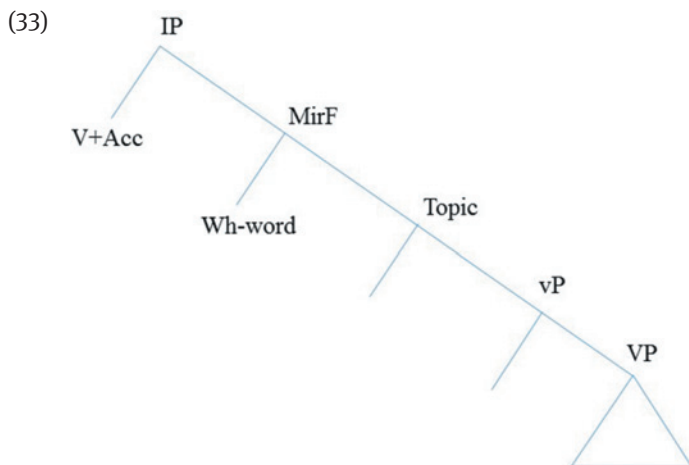 (33)
IP
V+Acc
MirF
Wh-word
Topic
vP
VP